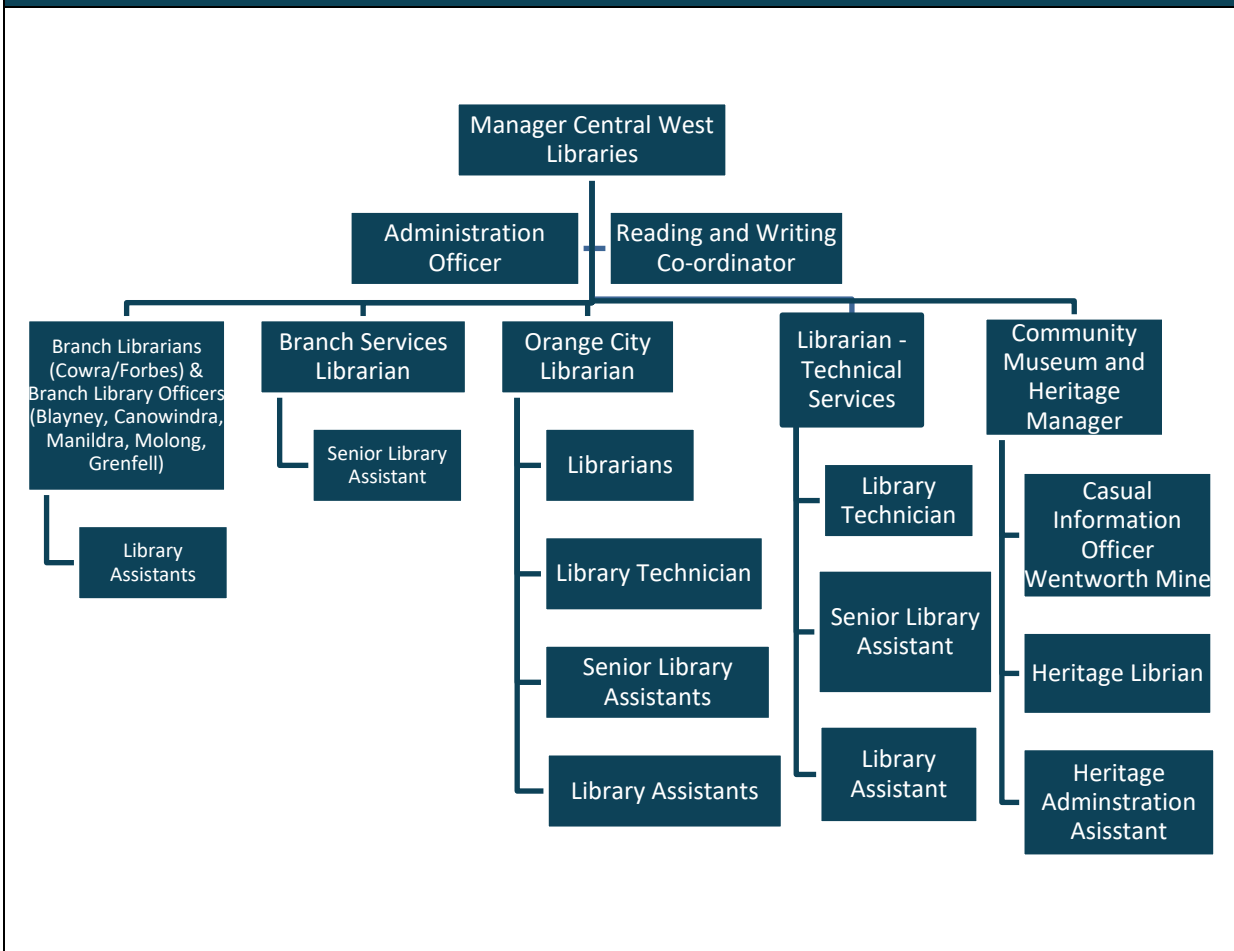 Manager Central West
Libraries
Administration
Officer
Reading and Writing
Co-ordinator
Branch Librarians
(Cowra/Forbes) &
Branch Library Officers
(Blayney, Canowindra,
Manildra, Molong,
Grenfell)
Library
Assistants
Branch Services
Librarian
Senior Library
Assistant
Orange City
Librarian
Librarians
Library Technician
Senior Library
Assistants
Library Assistants
Librarian -
Technical
Services
Library
Technician
Senior Library
Assistant
Library
Assistant
Community
Museum and
Heritage
Manager
Casual
Information
Officer
Wentworth Mine
Heritage Librian
Heritage
Adminstration
Asisstant